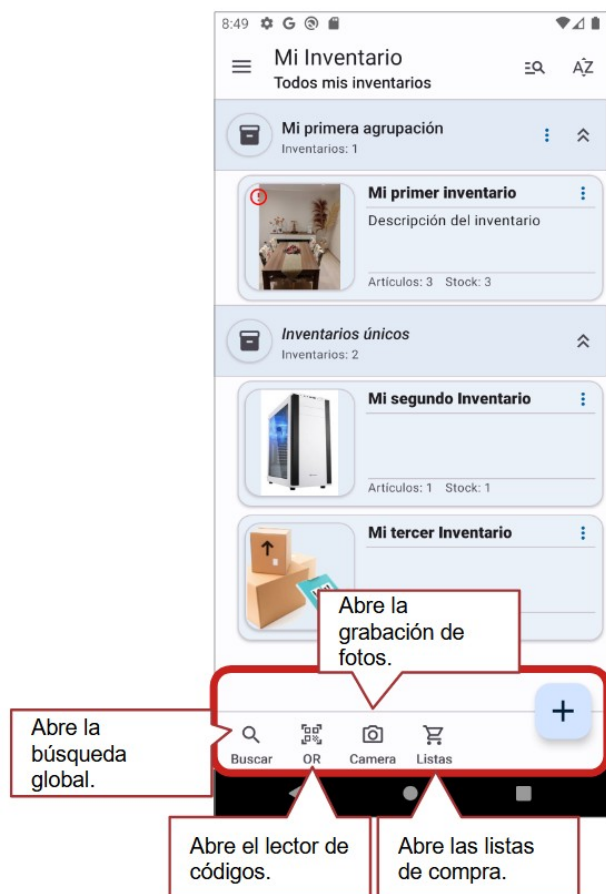 8:49
Mi Inventario
Todos mis inventarios
AZ
Mi primera agrupación
Inventarios: 1
Mi primer inventario
Descripción del inventario
Artículos: 3 Stock: 3
Inventarios únicos
Inventarios: 2
Mi segundo Inventario
Artículos: 1 Stock: 1
Mi tercer Inventario
Abre la
grabación de
fotos.
Abre la
búsqueda
global.
Buscar QR Camera Listas
Abre el lector de
códigos.
Abre las listas
de compra.